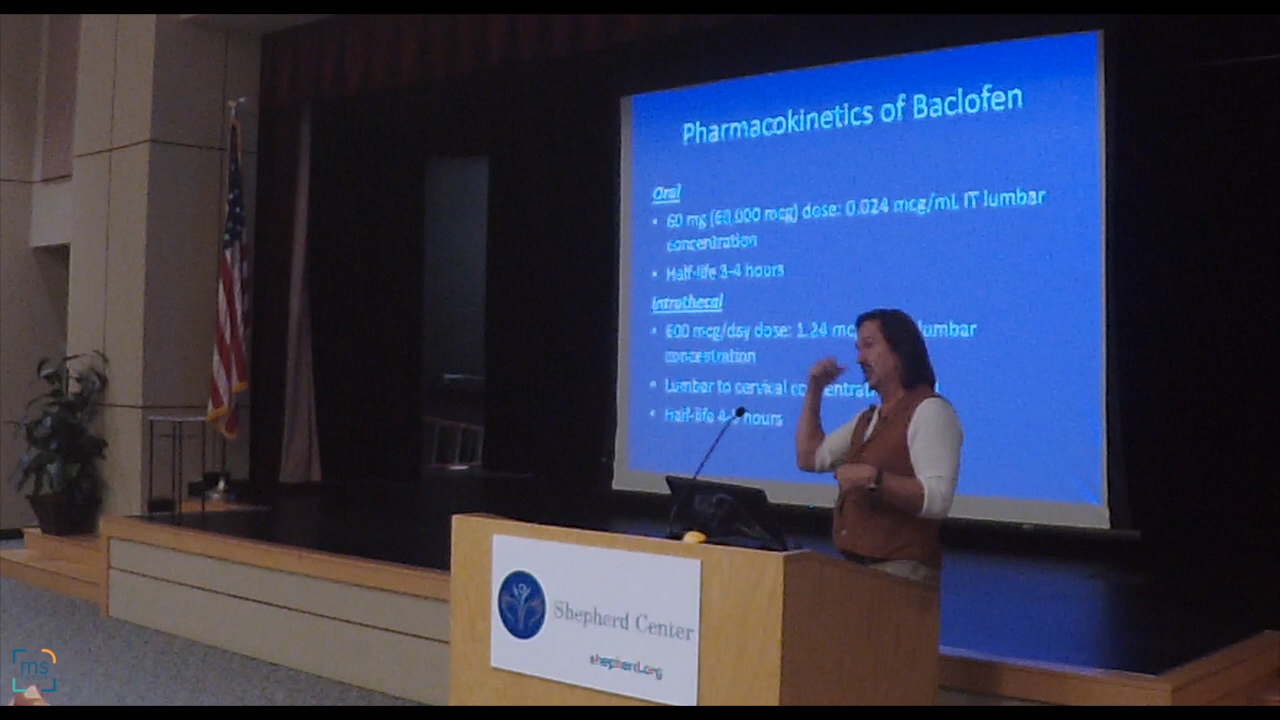 Pharmacokinetics of Baclofen
Oral
• 60 mg (60,000 mcg) dose: 0.024 mcg/mL IT lumbar
concentration
• Half-life 3-4 hours
Intrathecal
• 600 mcg/day dose: 1.24 lumbar
concentration
• Lumbar to cervical
• Half-life hours
Shepherd Center
shepherd.org
ms